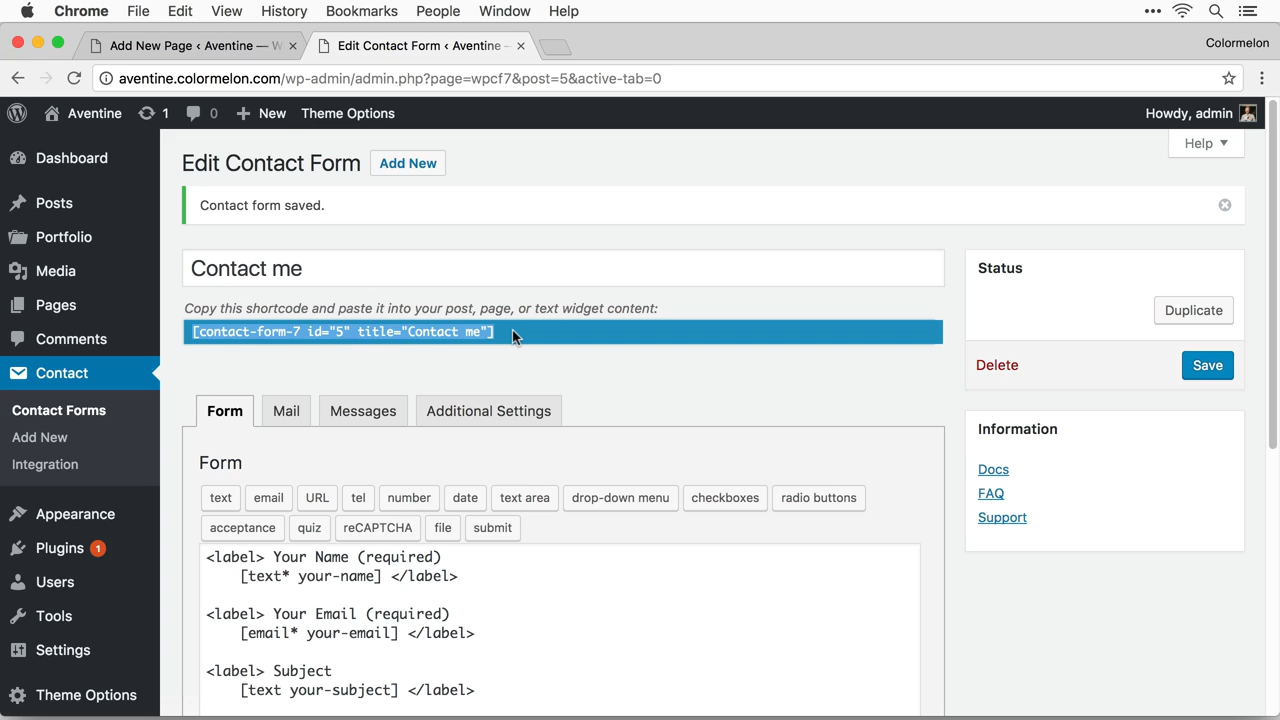 Chrome File Edit View History Bookmarks People Window Help
Add New Page ‹ Aventine — W
Edit Contact Form ‹ Aventine –
Colormelon
aventine.colormelon.com/wp-admin/admin.php?page=wpcf7&post=5&active-tab=0
Aventine 1 0 New Theme Options Howdy, admin
Help
Dashboard
Posts
Portfolio
Media
Pages
Comments
Contact
Contact Forms
Add New
Integration
Appearance
Plugins 1
Users
Tools
Settings
Theme Options
Edit Contact Form Add New
Contact form saved.
Contact me
Copy this shortcode and paste it into your post, page, or text widget content:
[contact-form-7 id="5" title="Contact me"]
Form Mail Messages Additional Settings
Form
text email URL tel number date text area drop-down menu checkboxes radio buttons
acceptance quiz reCAPTCHA file submit
<label> Your Name (required)
[text* your-name] </label>
<label> Your Email (required)
[email* your-email] </label>
<label> Subject
[text your-subject] </label>
Status
Duplicate
Delete Save
Information
Docs
FAQ
Support